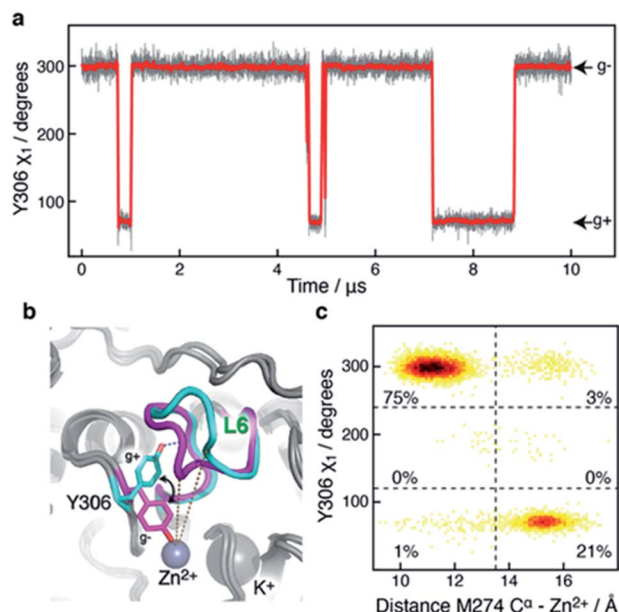 a
Y306 χ1 / degrees
300
200
100
g-
g+
0
2
4
6
8
10
Time / µs
b
L6
g+
Y306
g-
Zn2+
K+
c
Y306 χ1 / degrees
300
200
100
75%
3%
0%
0%
1%
21%
10
12
14
16
Distance M274 Cα - Zn2+ / Å